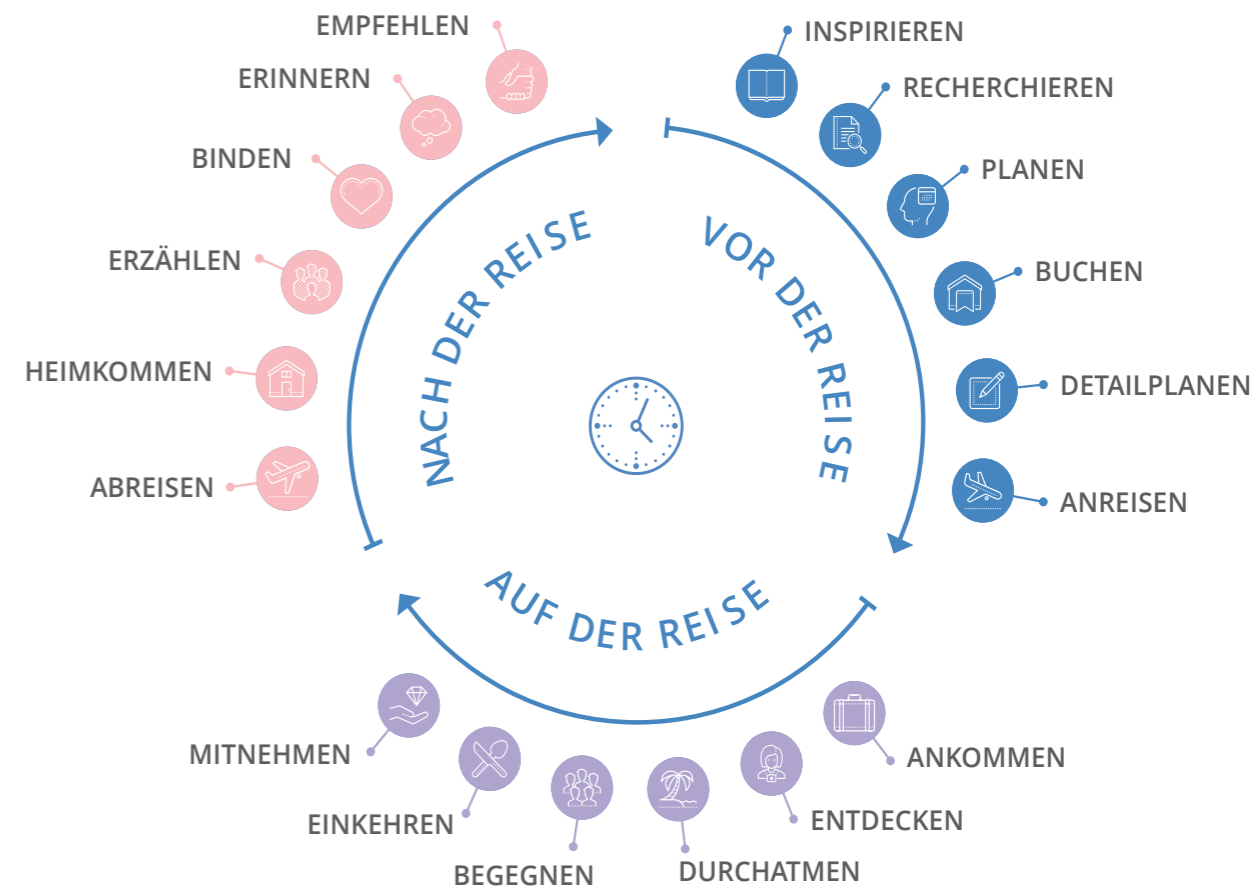 VOR DER REISE
INSPIRIEREN
RECHERCHIEREN
PLANEN
BUCHEN
DETAILPLANEN
ANREISEN
AUF DER REISE
ANKOMMEN
ENTDECKEN
DURCHATMEN
BEGEGNEN
EINKEHREN
MITNEHMEN
NACH DER REISE
ABREISEN
HEIMKOMMEN
ERZÄHLEN
BINDEN
ERINNERN
EMPFEHLEN